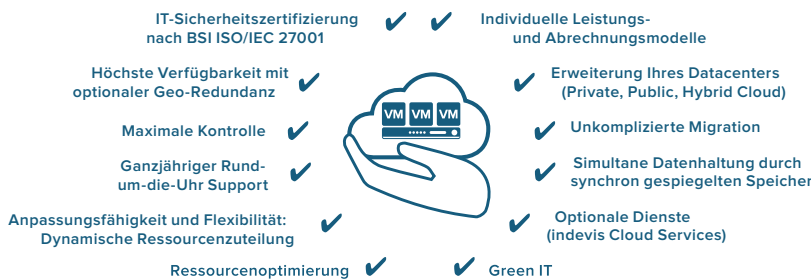 IT-Sicherheitszertifizierung
nach BSI ISO/IEC 27001
Höchste Verfügbarkeit mit
optionaler Geo-Redundanz
Maximale Kontrolle
Ganzjähriger Rund-
um-die-Uhr Support
Anpassungsfähigkeit und Flexibilität:
Dynamische Ressourcenzuteilung
Ressourcenoptimierung
VM VM VM
Individuelle Leistungs-
und Abrechnungsmodelle
Erweiterung Ihres Datacenters
(Private, Public, Hybrid Cloud)
Unkomplizierte Migration
Simultane Datenhaltung durch
synchron gespiegelten Speicher
Optionale Dienste
(indevis Cloud Services)
Green IT